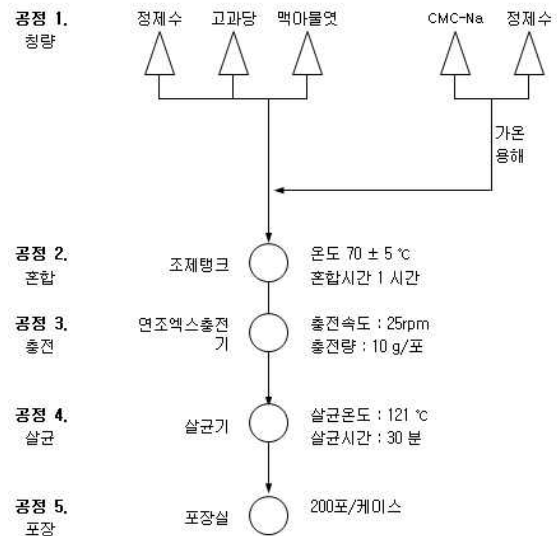 공정 1. 정제수 고과당 맥아물엿 CMC-Na 정제수
칭량
가온
용해
공정 2. 조제탱크 온도 70 ± 5 ℃
혼합 혼합시간 1 시간
공정 3. 연조엑스충전 충전속도 : 25rpm
충전 기 충전량 : 10 g/포
공정 4. 살균기 살균온도 : 121 ℃
살균 살균시간 : 30 분
공정 5. 포장실 200포/케이스
포장